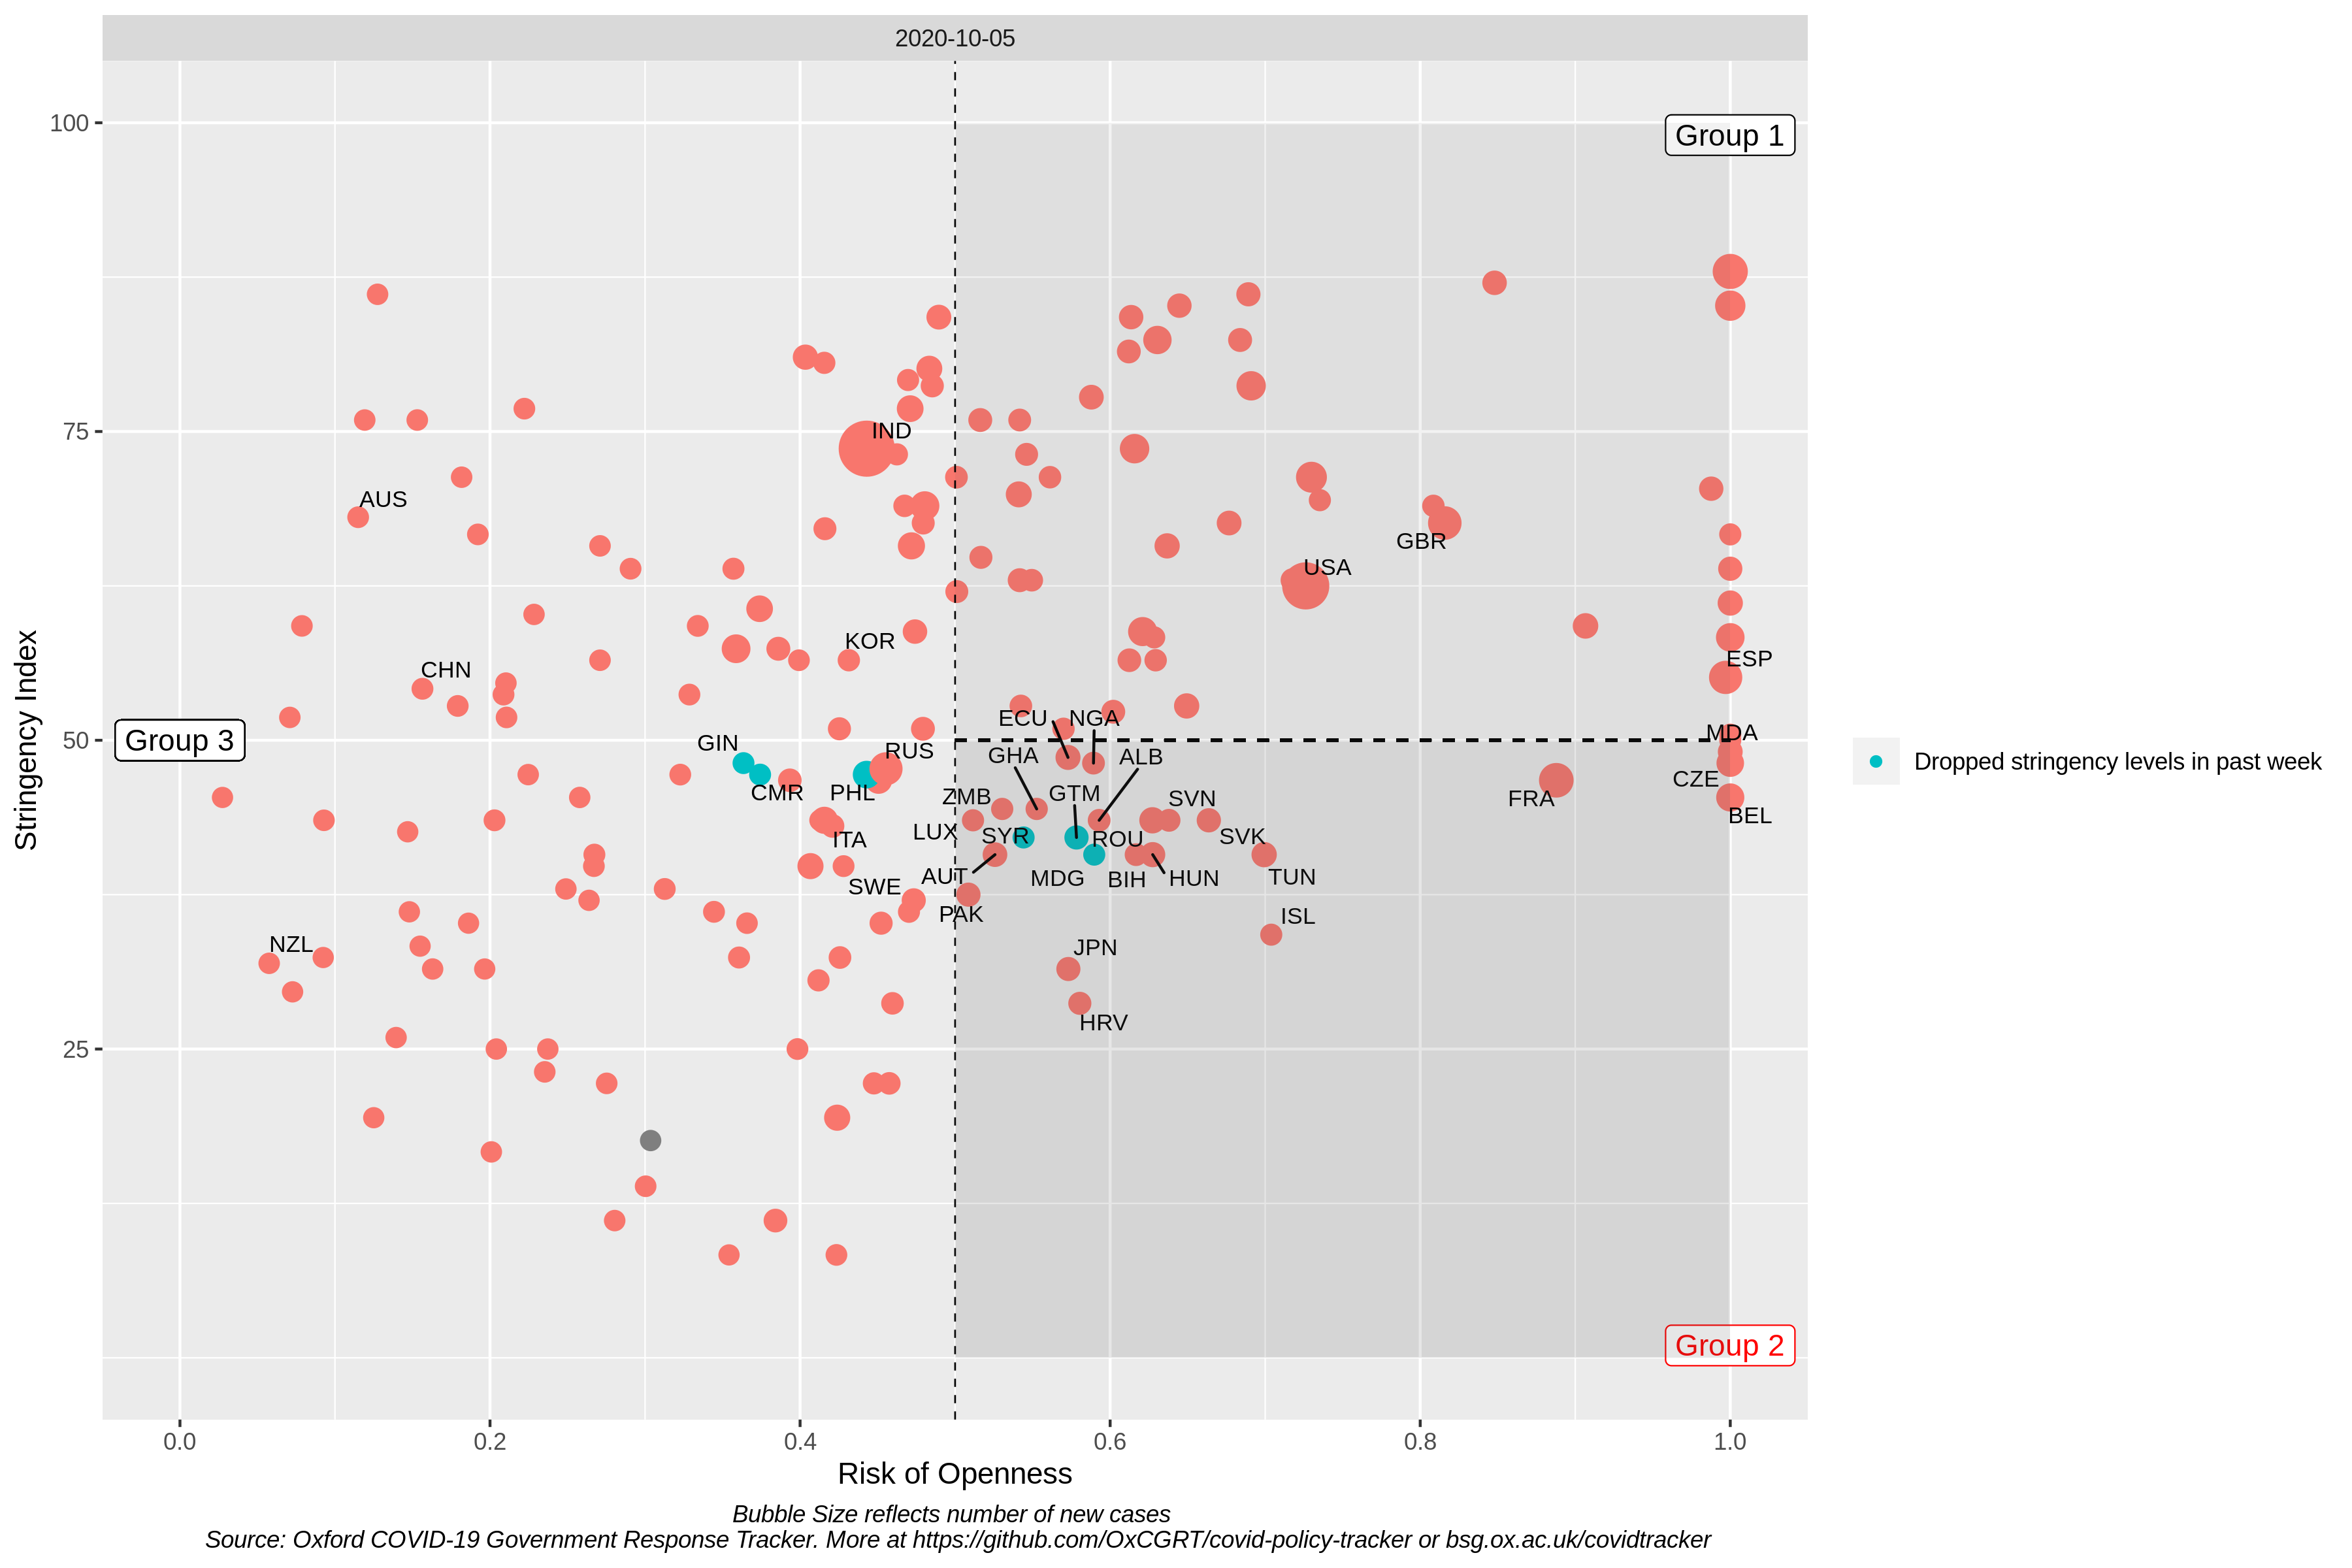 2020-10-05
100
75
50
25
Stringency Index
Group 1
IND
AUS
GBR
USA
KOR
CHN
ESP
ECU
NGA
MDA
Group 3
GIN
RUS
GHA
ALB
CZE
CMR
PHL
ZMB
GTM
SVN
FRA
BEL
LUX
SYR
ROU
SVK
ITA
AUT
MDG
BIH
HUN
TUN
SWE
PAK
ISL
NZL
JPN
HRV
Group 2
Dropped stringency levels in past week
0.0
0.2
0.4
0.6
0.8
1.0
Risk of Openness
Bubble Size reflects number of new cases
Source: Oxford COVID-19 Government Response Tracker. More at https://github.com/OxCGRT/covid-policy-tracker or bsg.ox.ac.uk/covidtracker